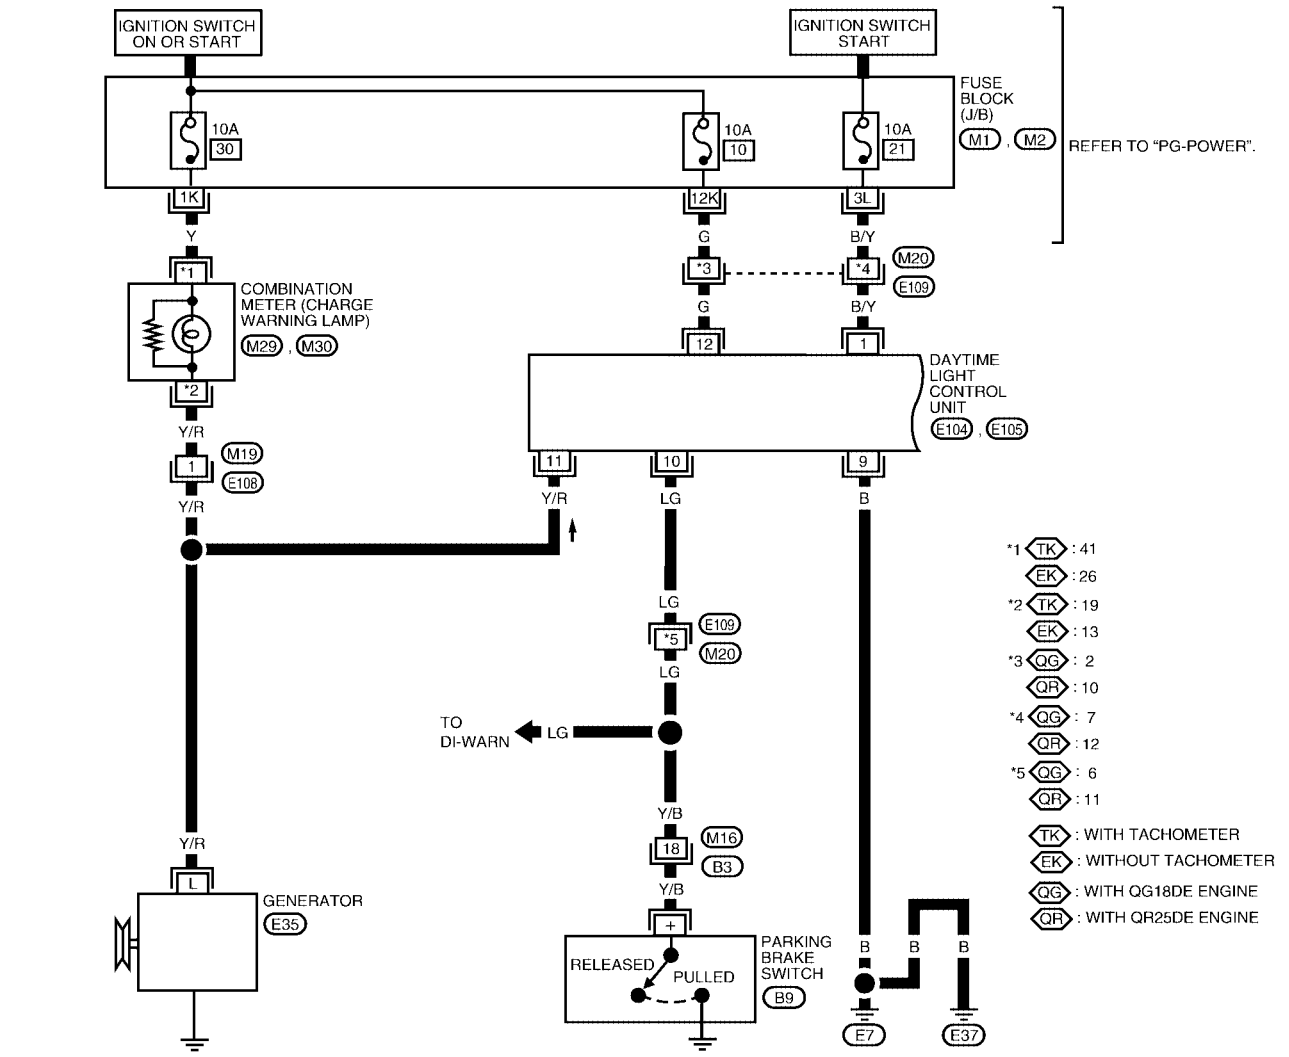 IGNITION SWITCH
ON OR START
IGNITION SWITCH
START
FUSE
BLOCK
(J/B)
M1 , M2
REFER TO “PG-POWER”.
10A
30
10A
10
10A
21
1K
12K
3L
Y
G
B/Y
*1
*3
*4
M20
E109
COMBINATION
METER (CHARGE
WARNING LAMP)
M29 , M30
G
B/Y
12
1
*2
DAYTIME
LIGHT
CONTROL
UNIT
E104 , E105
Y/R
1
M19
E108
Y/R
11
10
9
Y/R
LG
B
LG
*5
E109
M20
LG
TO
DI-WARN
LG
Y/B
18
M16
B3
Y/B
+
Y/R
L
GENERATOR
E35
RELEASED
PULLED
PARKING
BRAKE
SWITCH
B9
B
B
B
E7
E37
*1 TK : 41
EK : 26
*2 TK : 19
EK : 13
*3 QG : 2
QR : 10
*4 QG : 7
QR : 12
*5 QG : 6
QR : 11
TK : WITH TACHOMETER
EK : WITHOUT TACHOMETER
QG : WITH QG18DE ENGINE
QR : WITH QR25DE ENGINE